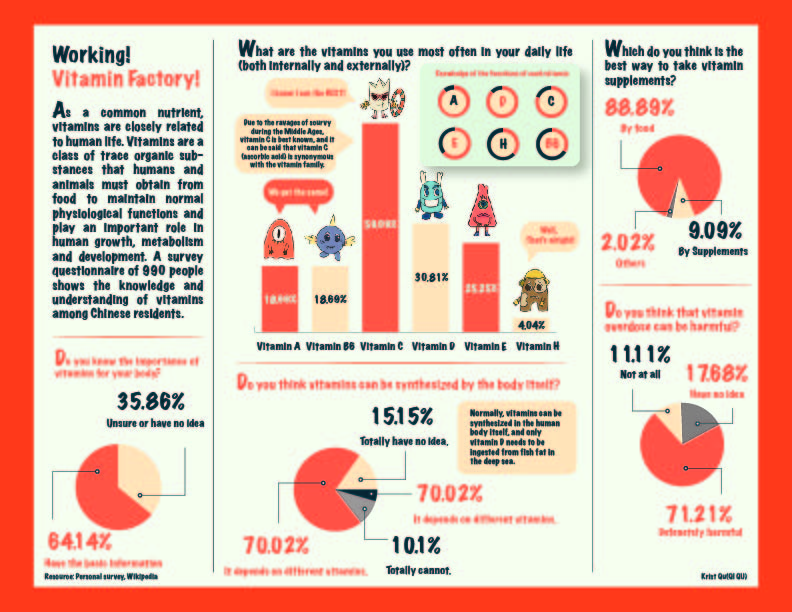 Working!
Vitamin Factory!
As a common nutrient,
vitamins are closely related
to human life. Vitamins are a
class of trace organic sub-
stances that humans and
animals must obtain from
food to maintain normal
physiological functions and
play an important role in
human growth, metabolism
and development. A survey
questionnaire of 990 people
shows the knowledge and
understanding of vitamins
among Chinese residents.
Do you know the importance of
vitamins for your body?
35.86%
Unsure or have no idea
64.14%
Have the basic information
Resource: Personal survey, Wikipedia
What are the vitamins you use most often in your daily life
(both internally and externally)?
Knowledge of the functions of
A
D
C
E
H
B6
Due to the ravages of scurvy
during the Middle Ages,
vitamin C is best known, and it
can be said that vitamin C
(ascorbic acid) is synonymous
with the vitamin family.
We get the same!
Well,
That's alright!
18.69%
18.69%
30.81%
25.25%
4.04%
Vitamin A
Vitamin B6
Vitamin C
Vitamin D
Vitamin E
Vitamin H
Do you think vitamins can be synthesized by the body itself?
15.15%
Totally have no idea.
Normally, vitamins can be
synthesized in the human
body itself, and only
vitamin D needs to be
ingested from fish fat in
the deep sea.
70.02%
It depends on different vitamins.
70.02%
It depends on different vitamins.
10.1%
Totally cannot.
Which do you think is the
best way to take vitamin
supplements?
88.89%
By food
9.09%
By Supplements
2.02%
Others
Do you think that vitamin
overdose can be harmful?
11.11%
Not at all
17.68%
Have no idea
71.21%
Definitely harmful
Krist Qu(QI QU)